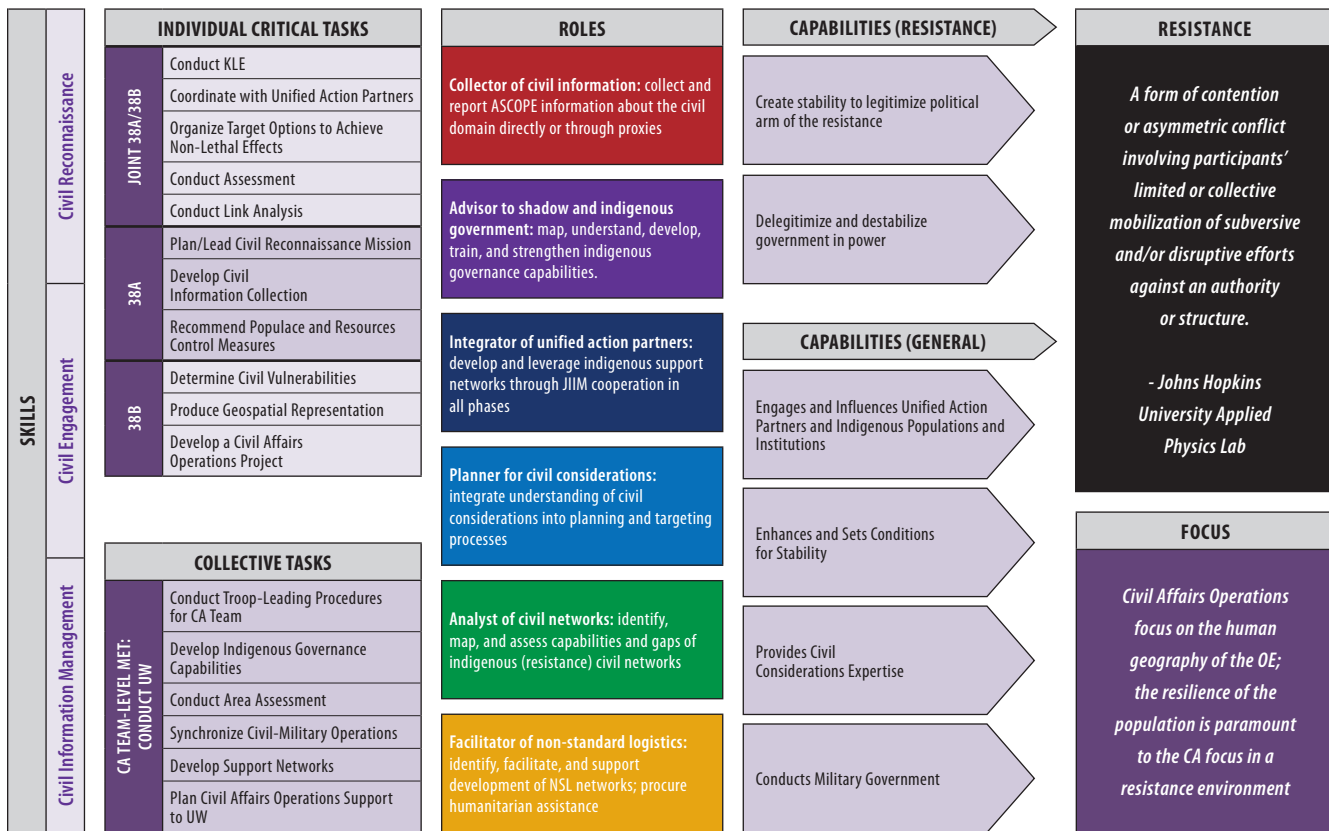 SKILLS
Civil Reconnaissance
Civil Engagement
Civil Information Management
INDIVIDUAL CRITICAL TASKS
JOINT 38A/38B
Conduct KLE
Coordinate with Unified Action Partners
Organize Target Options to Achieve
Non-Lethal Effects
Conduct Assessment
Conduct Link Analysis
38A
Plan/Lead Civil Reconnaissance Mission
Develop Civil
Information Collection
Recommend Populace and Resources
Control Measures
38B
Determine Civil Vulnerabilities
Produce Geospatial Representation
Develop a Civil Affairs
Operations Project
COLLECTIVE TASKS
CA TEAM-LEVEL MET:
CONDUCT UW
Conduct Troop-Leading Procedures
for CA Team
Develop Indigenous Governance
Capabilities
Conduct Area Assessment
Synchronize Civil-Military Operations
Develop Support Networks
Plan Civil Affairs Operations Support
to UW
ROLES
Collector of civil information: collect and
report ASCOPE information about the civil
domain directly or through proxies
Advisor to shadow and indigenous
government: map, understand, develop,
train, and strengthen indigenous
governance capabilities.
Integrator of unified action partners:
develop and leverage indigenous support
networks through JIIM cooperation in
all phases
Planner for civil considerations:
integrate understanding of civil
considerations into planning and targeting
processes
Analyst of civil networks: identify,
map, and assess capabilities and gaps of
indigenous (resistance) civil networks
Facilitator of non-standard logistics:
identify, facilitate, and support
development of NSL networks; procure
humanitarian assistance
CAPABILITIES (RESISTANCE)
Create stability to legitimize political
arm of the resistance
Delegitimize and destabilize
government in power
CAPABILITIES (GENERAL)
Engages and Influences Unified Action
Partners and Indigenous Populations and
Institutions
Enhances and Sets Conditions
for Stability
Provides Civil
Considerations Expertise
Conducts Military Government
RESISTANCE
A form of contention
or asymmetric conflict
involving participants'
limited or collective
mobilization of subversive
and/or disruptive efforts
against an authority
or structure.
- Johns Hopkins
University Applied
Physics Lab
FOCUS
Civil Affairs Operations
focus on the human
geography of the OE;
the resilience of the
population is paramount
to the CA focus in a
resistance environment